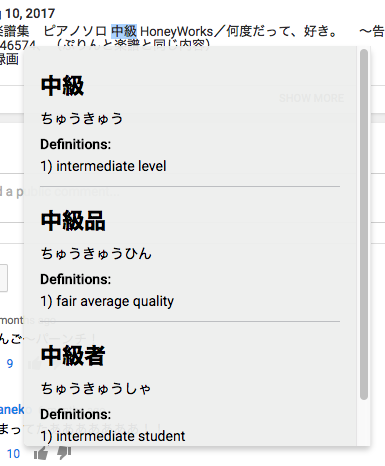 10, 2017
楽譜集 ピアノソロ 中級 HoneyWorks／何度だって、好き。 〜告
46574 （ぷりんと楽譜と同じ内容）
録画
中級
SHOW MORE
ちゅうきゅう
Definitions:
1) intermediate level
d a p
中級品
ちゅうきゅうひん
Definitions:
1) fair average quality
month
んご〜
9
中級者
ちゅうきゅうしゃ
Definitions:
aneko
まって
1) intermediate student
10